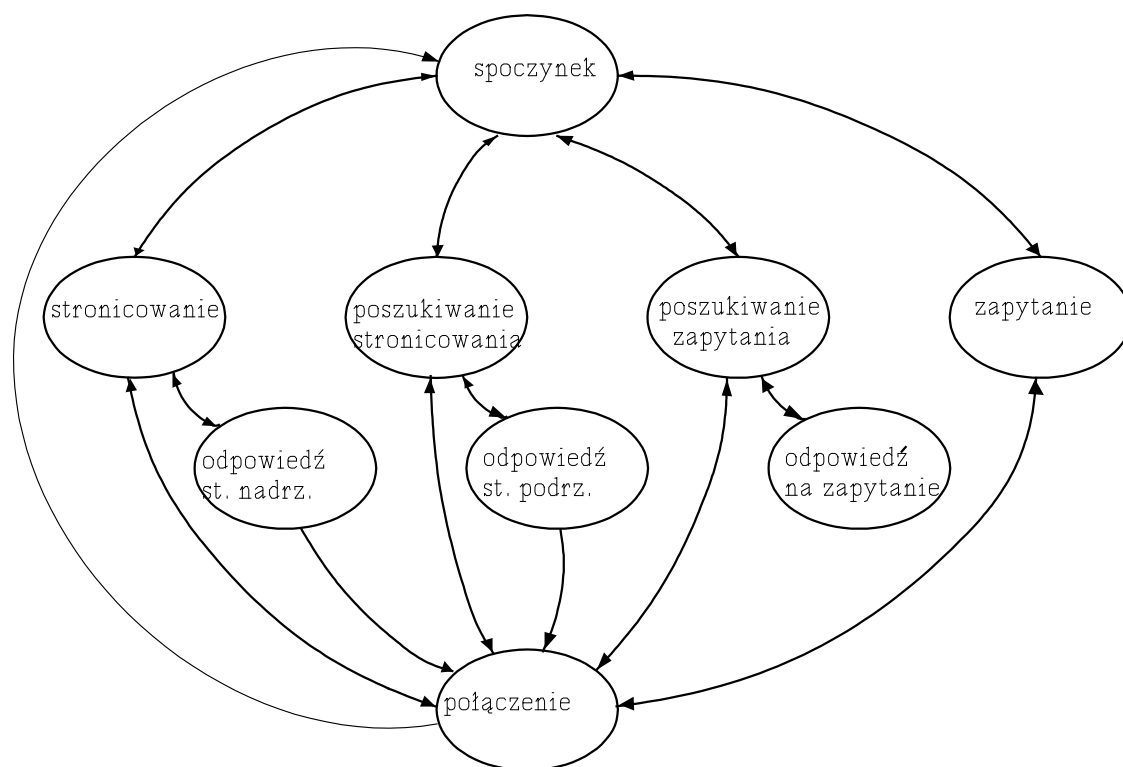 spoczynek
stronicowanie
poszukiwanie
stronicowania
poszukiwanie
zapytania
zapytanie
odpowiedź
st. nadrz.
odpowiedź
st. podrz.
odpowiedź
na zapytanie
połączenie